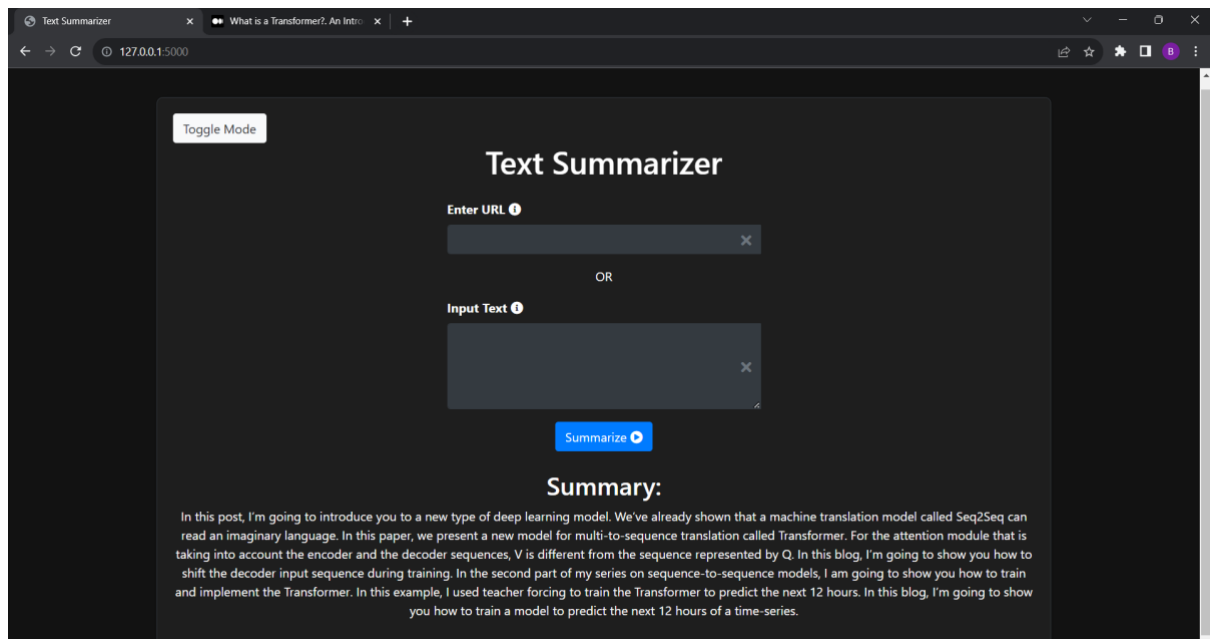 Text Summarizer
What is a Transformer?. An Intro
127.0.0.1:5000
B
Toggle Mode
Text Summarizer
Enter URL
OR
Input Text
Summarize
Summary:
In this post, I'm going to introduce you to a new type of deep learning model. We've already shown that a machine translation model called Seq2Seq can
read an imaginary language. In this paper, we present a new model for multi-to-sequence translation called Transformer. For the attention module that is
taking into account the encoder and the decoder sequences, V is different from the sequence represented by Q. In this blog, I'm going to show you how to
shift the decoder input sequence during training. In the second part of my series on sequence-to-sequence models, I am going to show you how to train
and implement the Transformer. In this example, I used teacher forcing to train the Transformer to predict the next 12 hours. In this blog, I'm going to show
you how to train a model to predict the next 12 hours of a time-series.